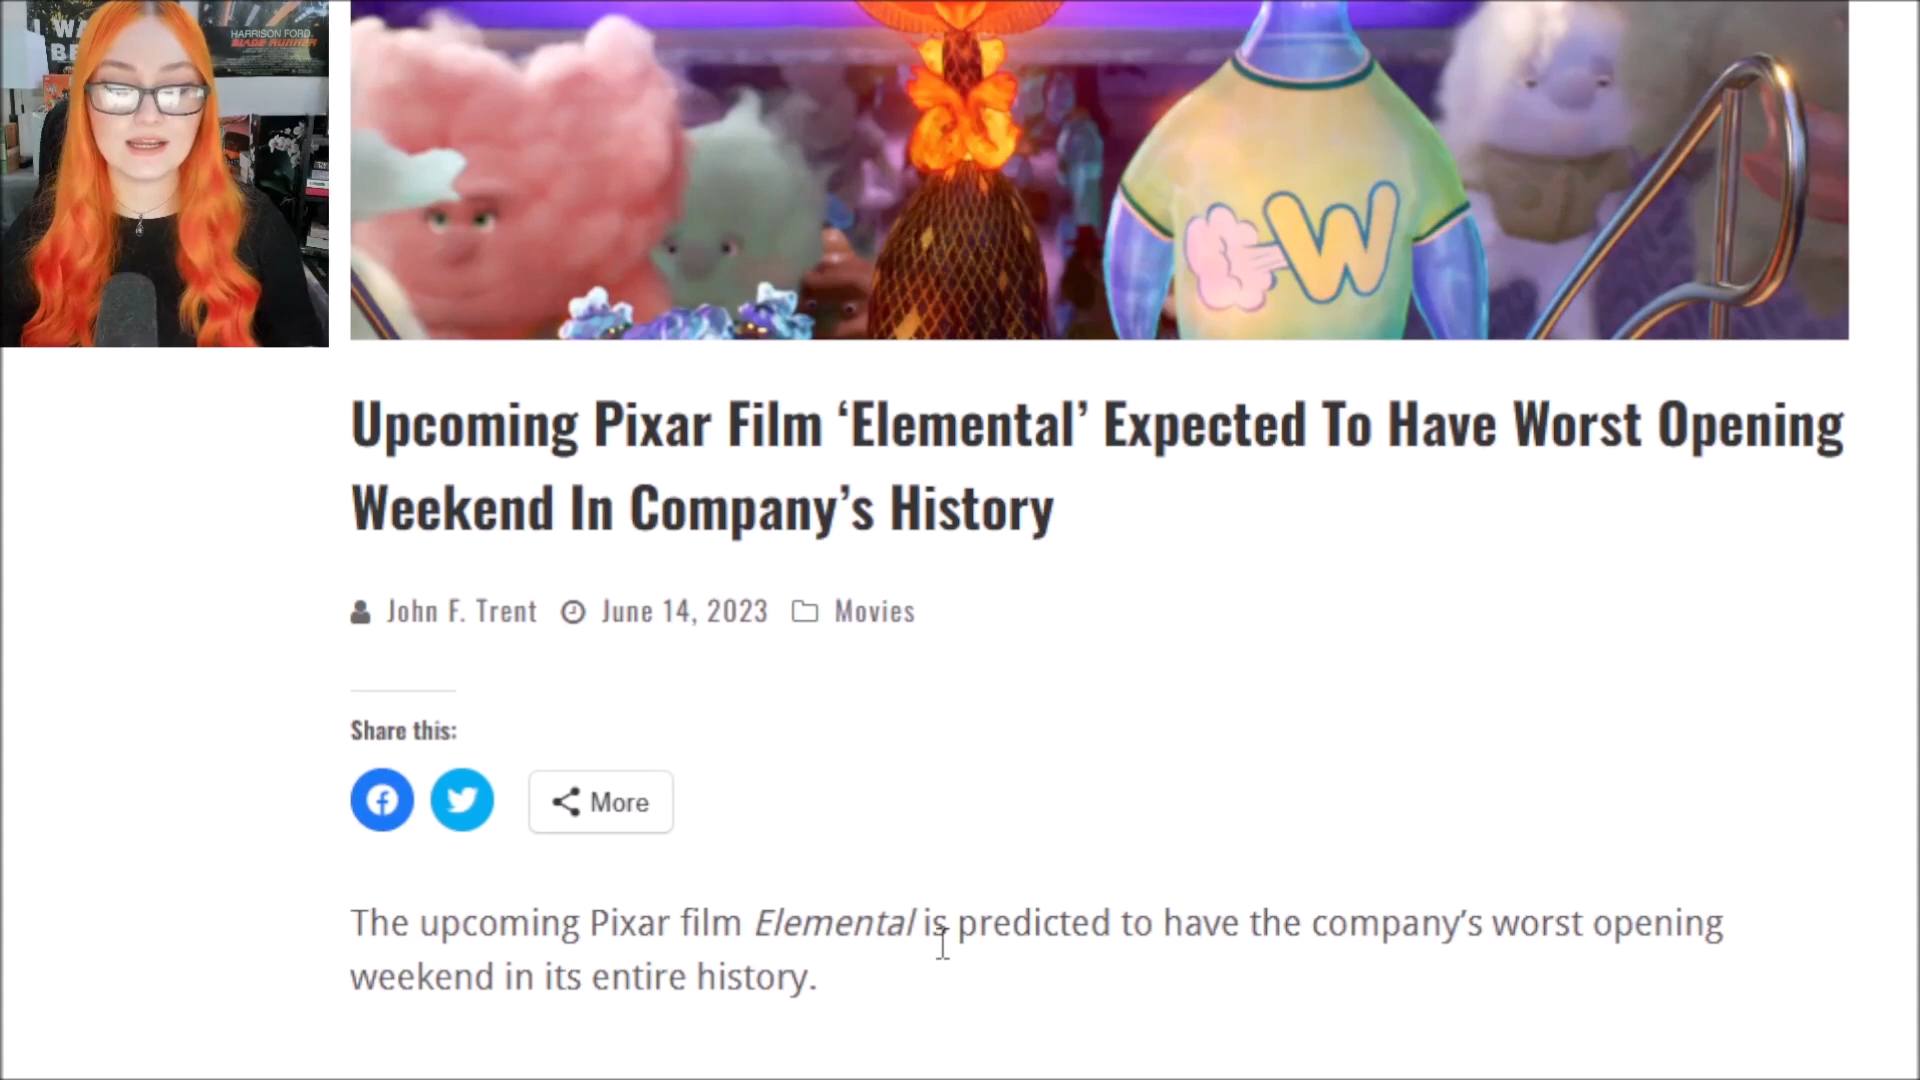 I WA
BE
HARRISON FORD
BLADE RUNNER
W
Upcoming Pixar Film ‘Elemental’ Expected To Have Worst Opening
Weekend In Company’s History
John F. Trent June 14, 2023 Movies
Share this:
More
The upcoming Pixar film Elemental is predicted to have the company’s worst opening
weekend in its entire history.